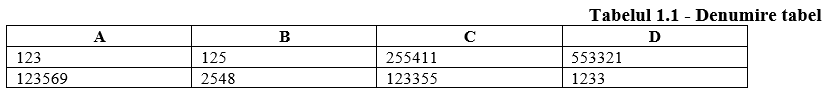 Tabelul 1.1 - Denumire tabel
A B C D
123 125 255411 553321
123569 2548 123355 1233